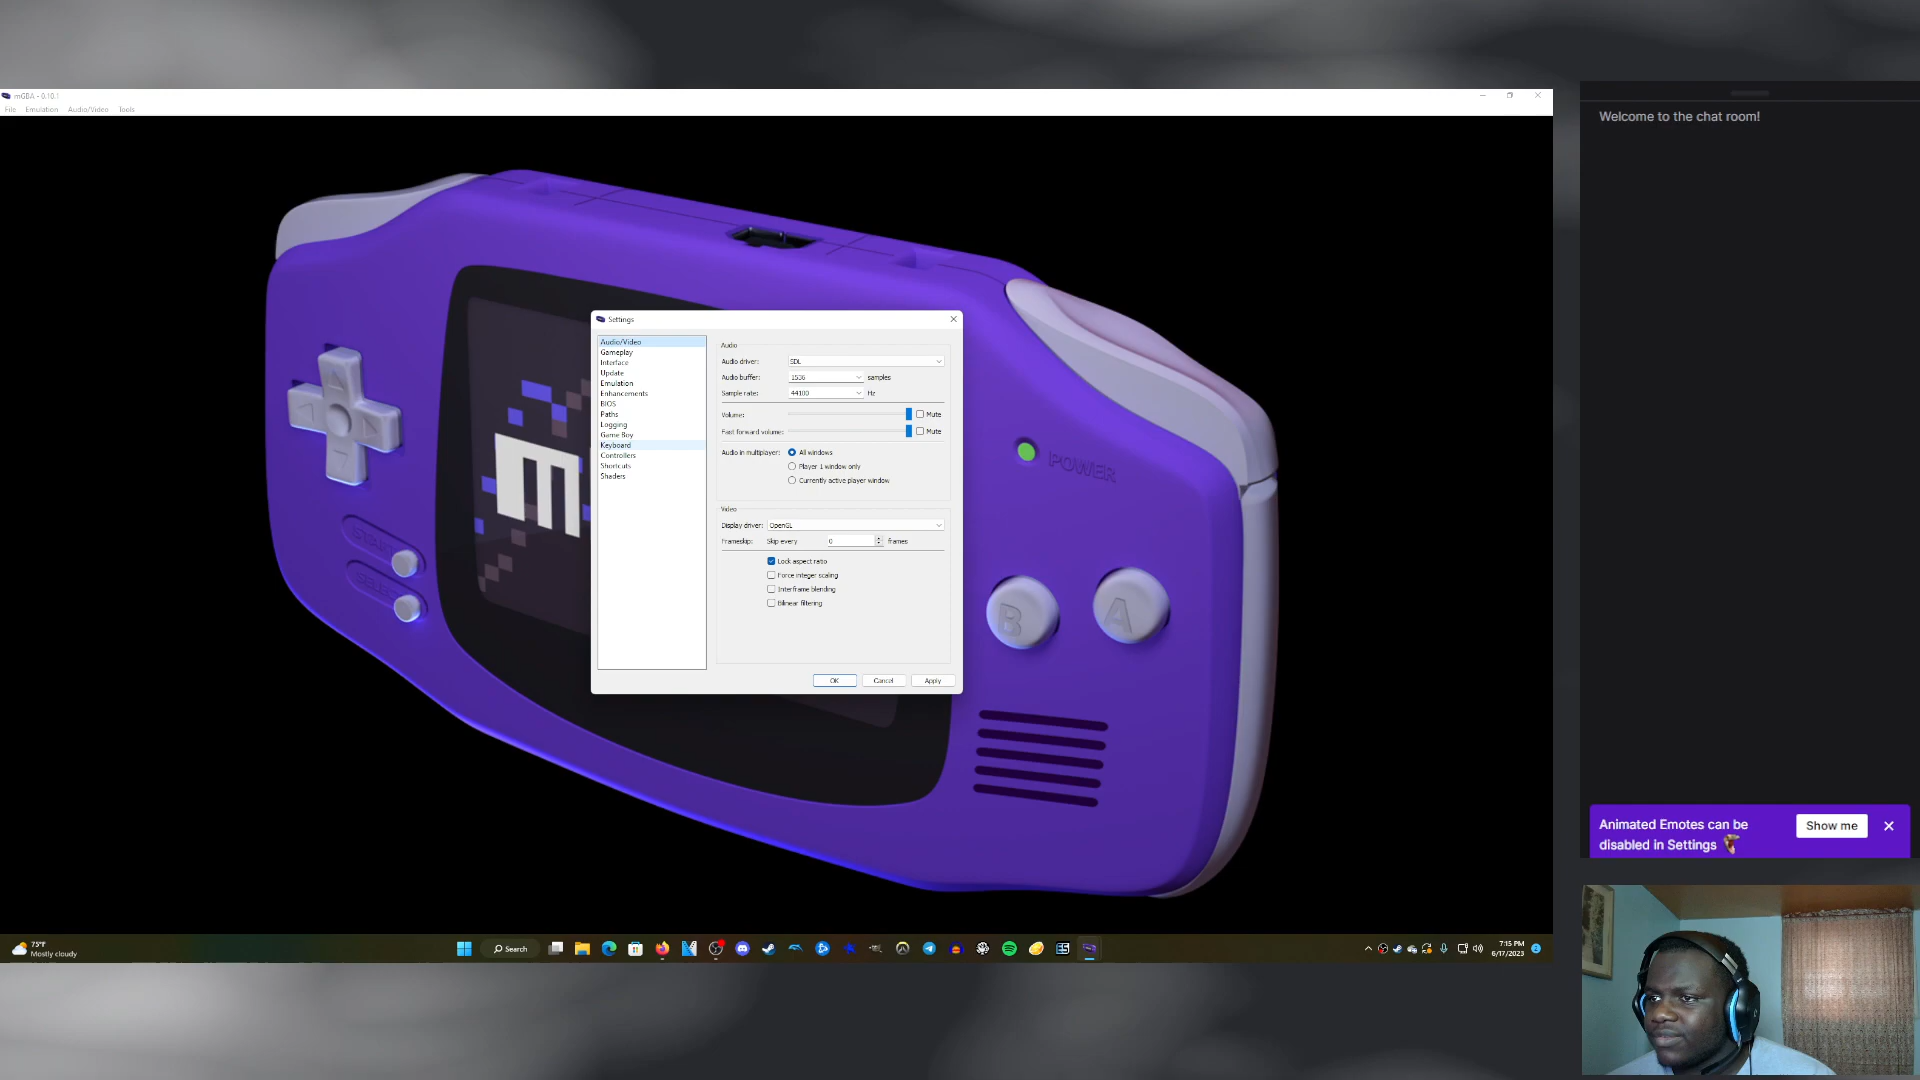 mGBA - 0.10.1
File Emulation Audio/Video Tools
Welcome to the chat room!
POWER
START
B A
m
Settings
Audio/Video
Gameplay
Interface
Update
Emulation
Enhancements
BIOS
Paths
Logging
Game Boy
Keyboard
Controllers
Shortcuts
Shaders
Audio
Audio driver: SDL
Audio buffer: 1536 samples
Sample rate: 44100 Hz
Volume: Mute
Fast forward volume: Mute
Audio in multiplayer: All windows
Player 1 window only
Currently active player window
Video
Display driver: OpenGL
Frameskip: Skip every 0 frames
Lock aspect ratio
Force integer scaling
Interframe blending
Bilinear filtering
OK Cancel Apply
Animated Emotes can be
disabled in Settings
Show me
75°F
Mostly cloudy
Search
7:15 PM
6/17/2023